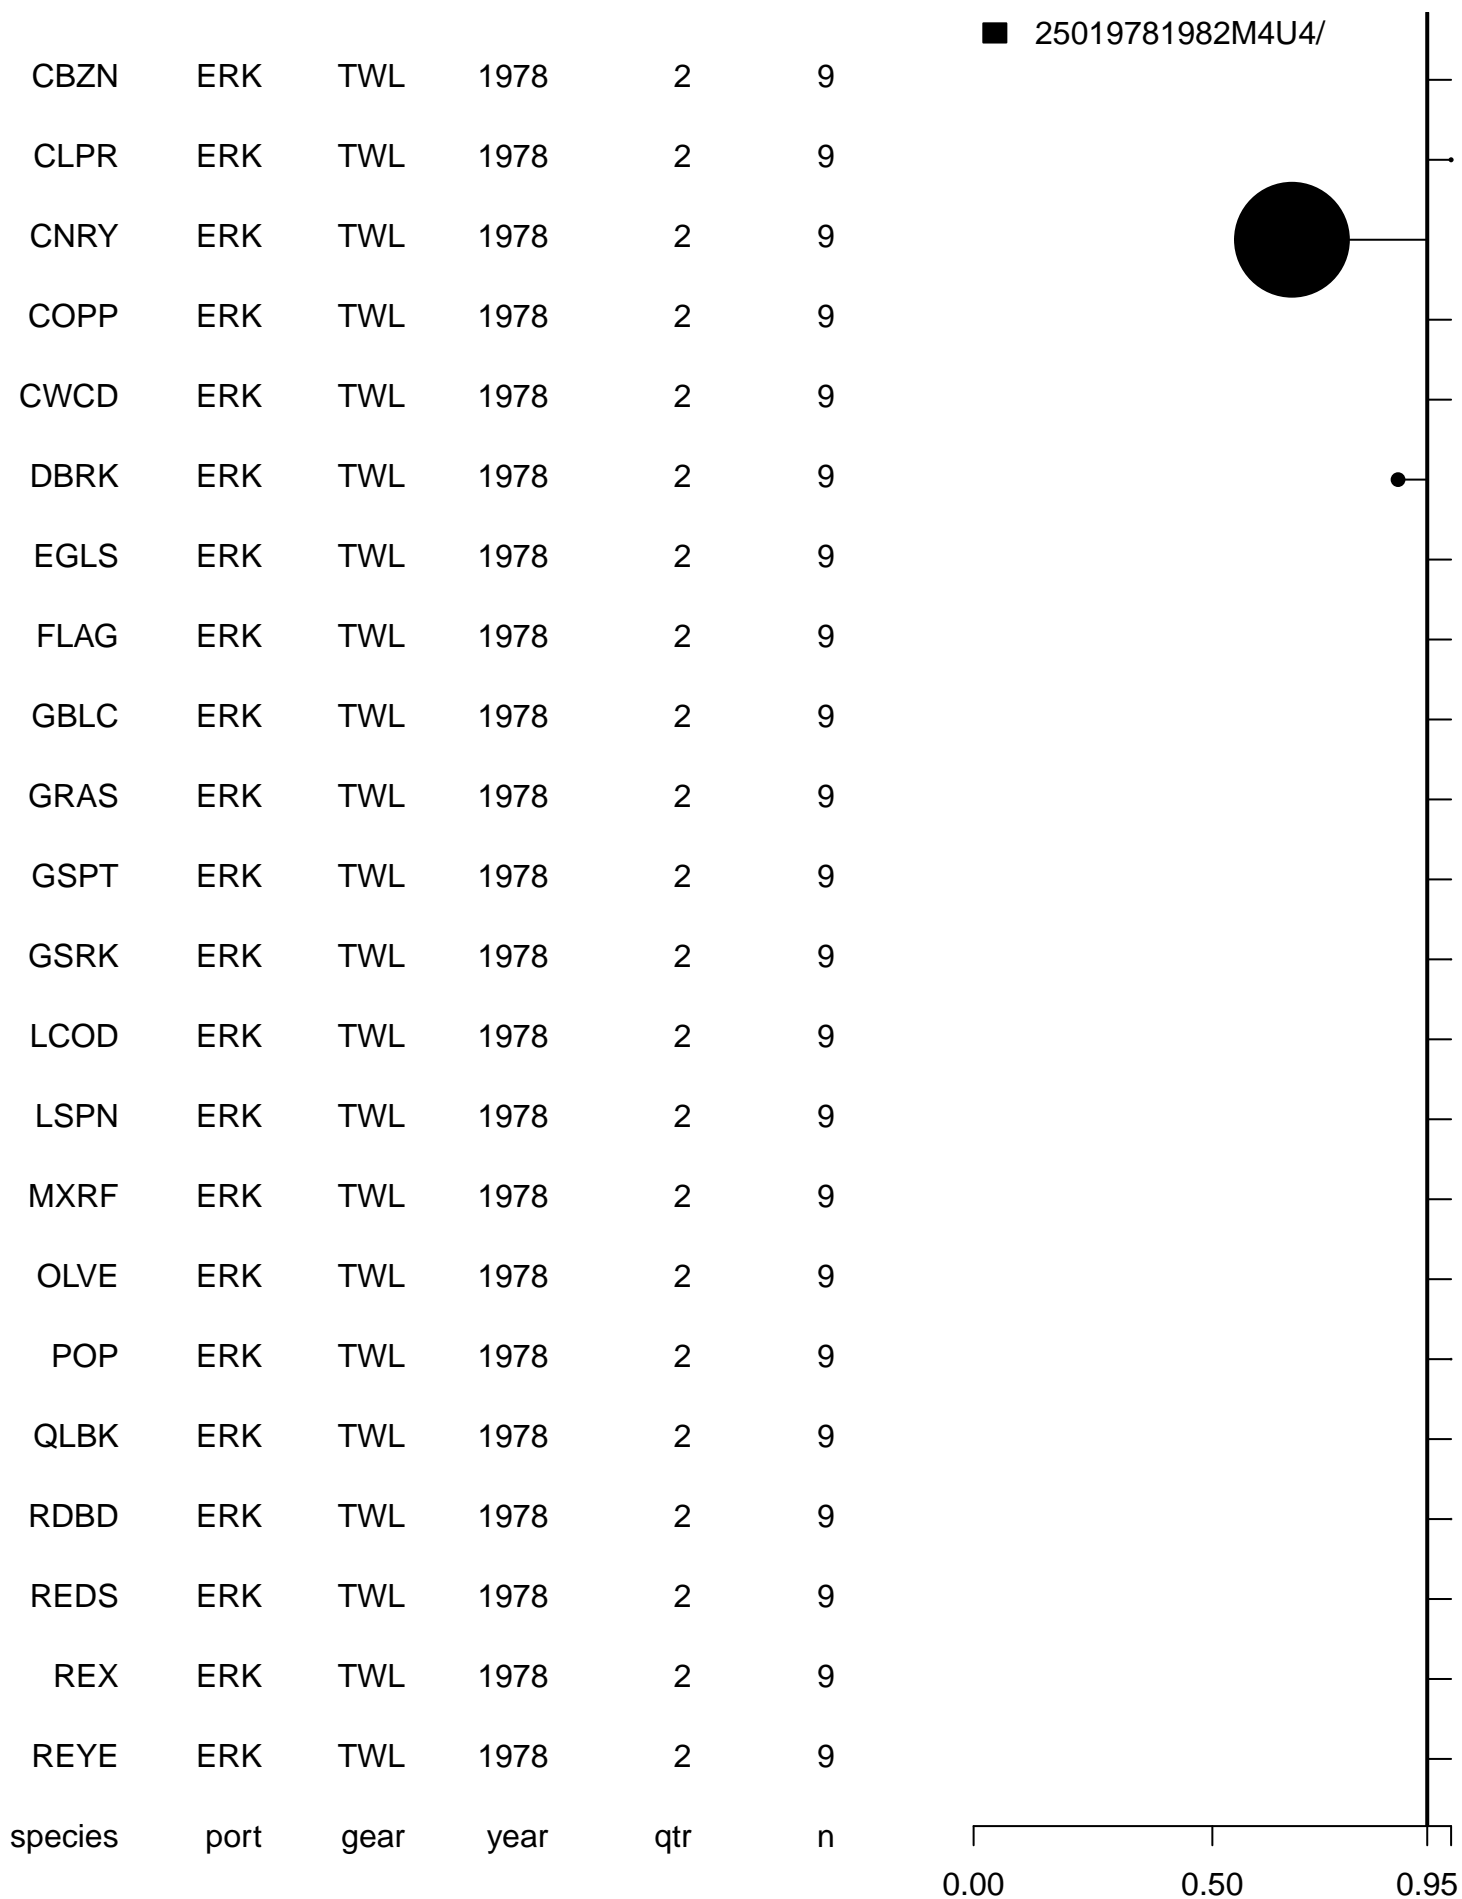 25019781982M4U4/
CBZN ERK TWL 1978 2 9
CLPR ERK TWL 1978 2 9
CNRY ERK TWL 1978 2 9
COPP ERK TWL 1978 2 9
CWCD ERK TWL 1978 2 9
DBRK ERK TWL 1978 2 9
EGLS ERK TWL 1978 2 9
FLAG ERK TWL 1978 2 9
GBLC ERK TWL 1978 2 9
GRAS ERK TWL 1978 2 9
GSPT ERK TWL 1978 2 9
GSRK ERK TWL 1978 2 9
LCOD ERK TWL 1978 2 9
LSPN ERK TWL 1978 2 9
MXRF ERK TWL 1978 2 9
OLVE ERK TWL 1978 2 9
POP ERK TWL 1978 2 9
QLBK ERK TWL 1978 2 9
RDBD ERK TWL 1978 2 9
REDS ERK TWL 1978 2 9
REX ERK TWL 1978 2 9
REYE ERK TWL 1978 2 9
species port gear year qtr n
0.00 0.50 0.95